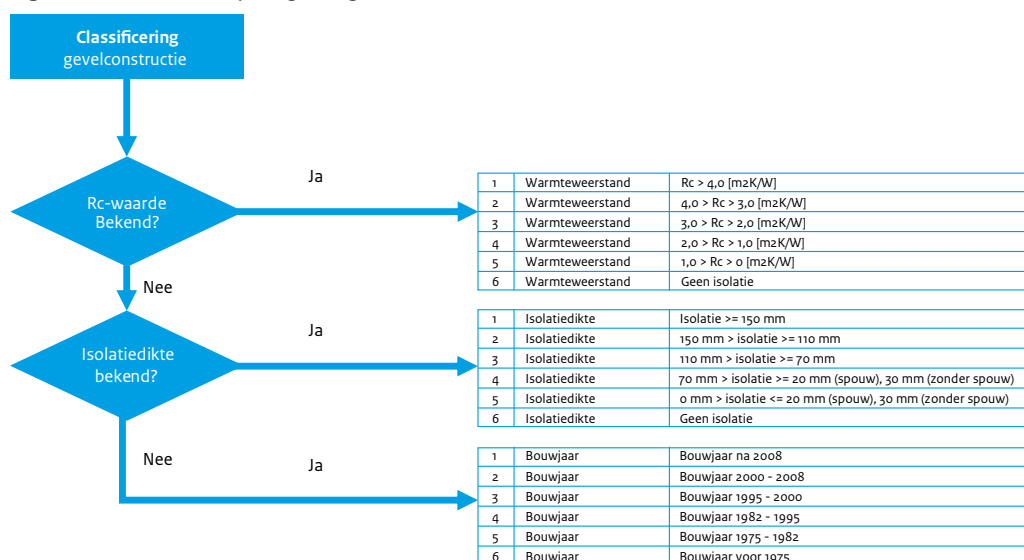 Classificering
gevelconstructie
Rc-waarde
Bekend?
Ja
1 Warmteweerstand Rc > 4,0 [m2K/W]
2 Warmteweerstand 4,0 > Rc > 3,0 [m2K/W]
3 Warmteweerstand 3,0 > Rc > 2,0 [m2K/W]
4 Warmteweerstand 2,0 > Rc > 1,0 [m2K/W]
5 Warmteweerstand 1,0 > Rc > 0 [m2K/W]
6 Warmteweerstand Geen isolatie
Nee
Isolatiedikte
bekend?
Ja
1 Isolatiedikte Isolatie >= 150 mm
2 Isolatiedikte 150 mm > isolatie >= 110 mm
3 Isolatiedikte 110 mm > isolatie >= 70 mm
4 Isolatiedikte 70 mm > isolatie >= 20 mm (spouw), 30 mm (zonder spouw)
5 Isolatiedikte 0 mm > isolatie <= 20 mm (spouw), 30 mm (zonder spouw)
6 Isolatiedikte Geen isolatie
Nee
Ja
1 Bouwjaar Bouwjaar na 2008
2 Bouwjaar Bouwjaar 2000 - 2008
3 Bouwjaar Bouwjaar 1995 - 2000
4 Bouwjaar Bouwjaar 1982 - 1995
5 Bouwjaar Bouwjaar 1975 - 1982
6 Bouwjaar Bouwjaar voor 1975